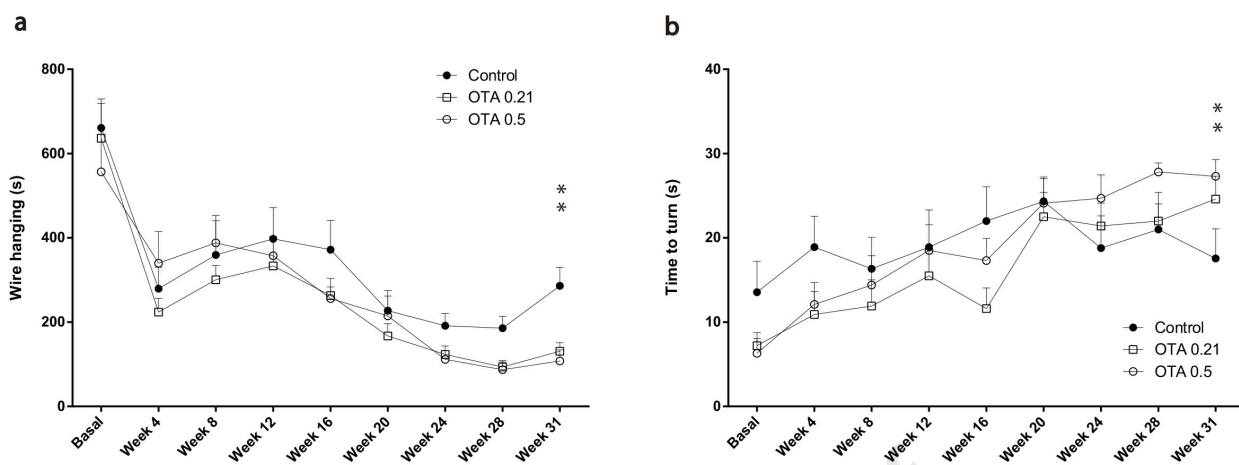 a
800
600
400
200
0
Wire hanging (s)
Control
OTA 0.21
OTA 0.5
**
Basal
Week 4
Week 8
Week 12
Week 16
Week 20
Week 24
Week 28
Week 31
b
40
30
20
10
0
Time to turn (s)
**
Control
OTA 0.21
OTA 0.5
Basal
Week 4
Week 8
Week 12
Week 16
Week 20
Week 24
Week 28
Week 31